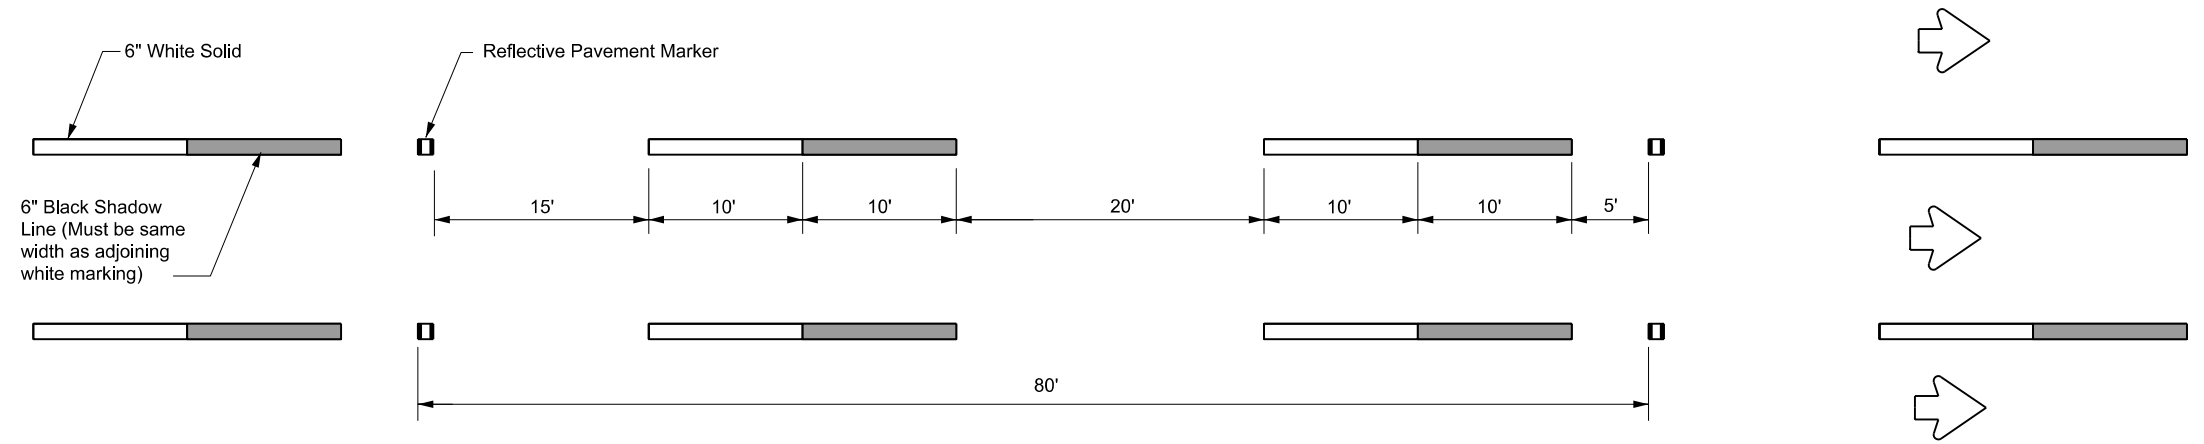 6" White Solid
Reflective Pavement Marker
6" Black Shadow
Line (Must be same
width as adjoining
white marking)
15'
10'
10'
20'
10'
10'
5'
80'